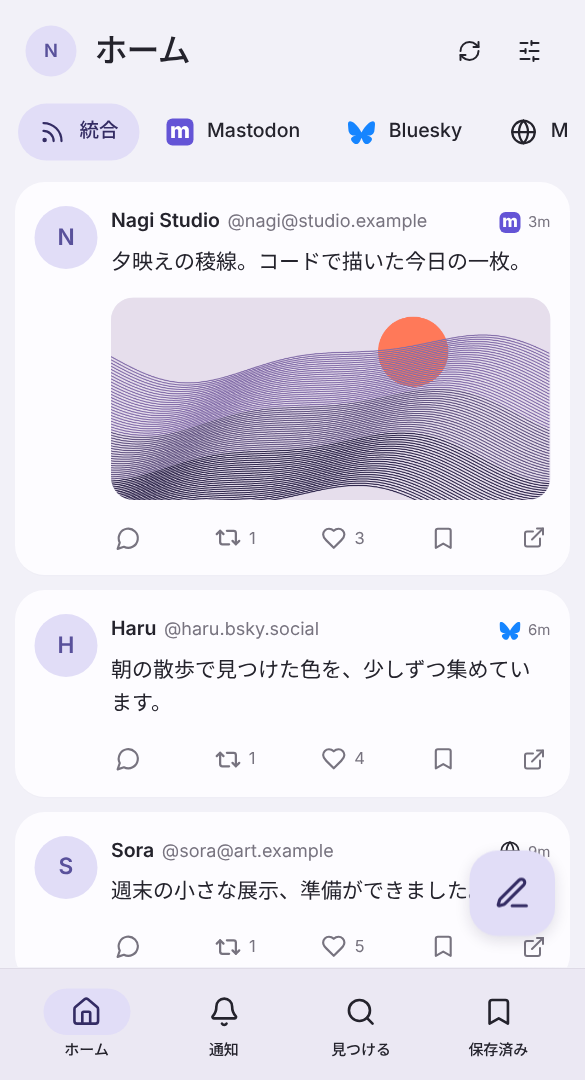 N ホーム
統合 Mastodon Bluesky M
N Nagi Studio @nagi@studio.example m 3m
夕映えの稜線。コードで描いた今日の一枚。
1 3
H Haru @haru.bsky.social 6m
朝の散歩で見つけた色を、少しずつ集めてい
ます。
1 4
S Sora @sora@art.example 9m
週末の小さな展示、準備ができました。
1 5
ホーム 通知 見つける 保存済み